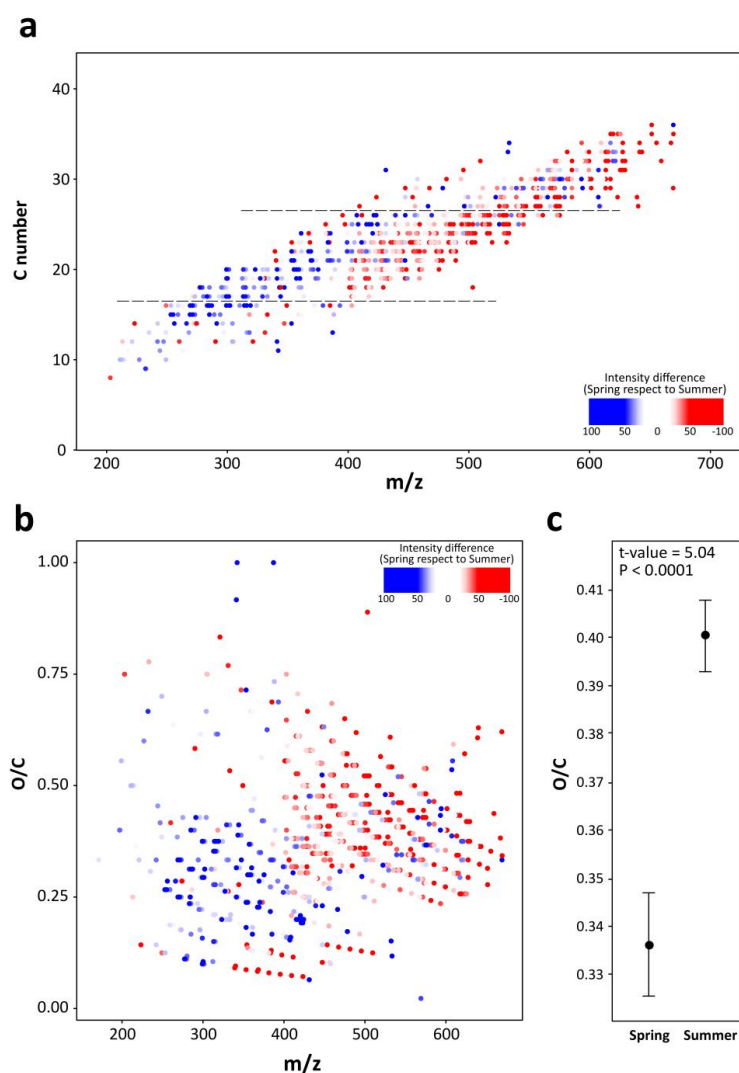 a
40
30
20
10
0
C number
Intensity difference
(Spring respect to Summer)
100 50 0 50 -100
200 300 400 500 600 700
m/z
b
1.00
0.75
0.50
0.25
0.00
O/C
Intensity difference
(Spring respect to Summer)
100 50 0 50 -100
200 300 400 500 600
m/z
c
t-value = 5.04
P < 0.0001
0.41
0.40
0.39
0.38
0.37
0.36
0.35
0.34
0.33
O/C
Spring Summer